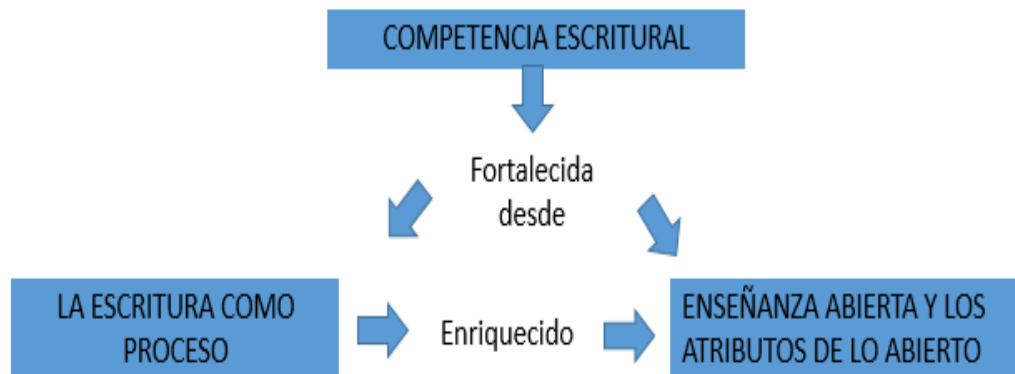 COMPETENCIA ESCRITURAL
Fortalecida
desde
LA ESCRITURA COMO
PROCESO
Enriquecido
ENSEÑANZA ABIERTA Y LOS
ATRIBUTOS DE LO ABIERTO